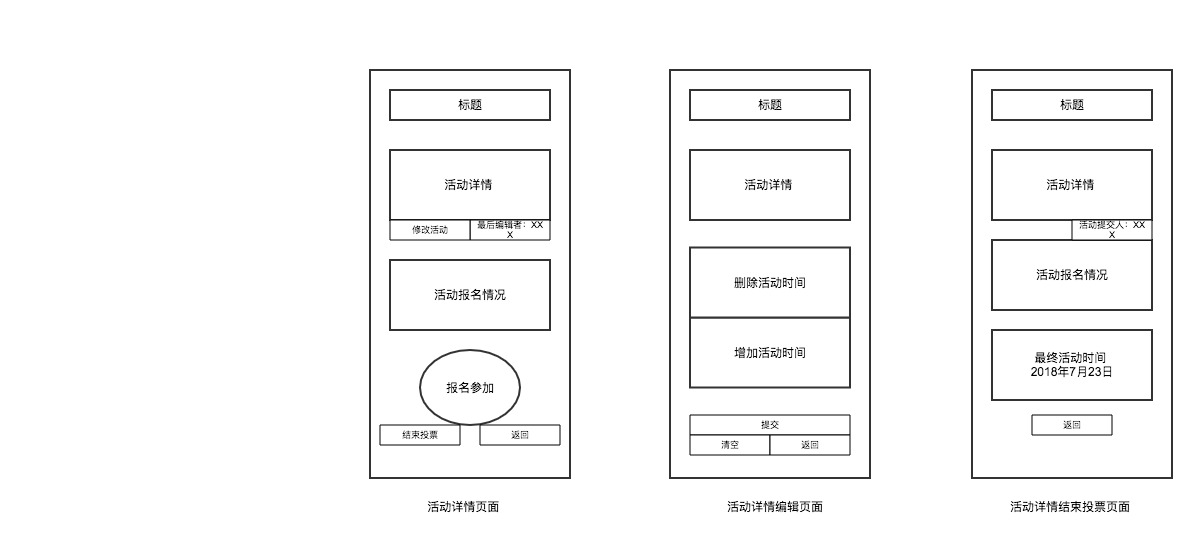 标题
活动详情
修改活动
最后编辑者：XX
X
活动报名情况
报名参加
结束投票
返回
活动详情页面
标题
活动详情
删除活动时间
增加活动时间
提交
清空
返回
活动详情编辑页面
标题
活动详情
活动提交人：XX
X
活动报名情况
最终活动时间
2018年7月23日
返回
活动详情结束投票页面